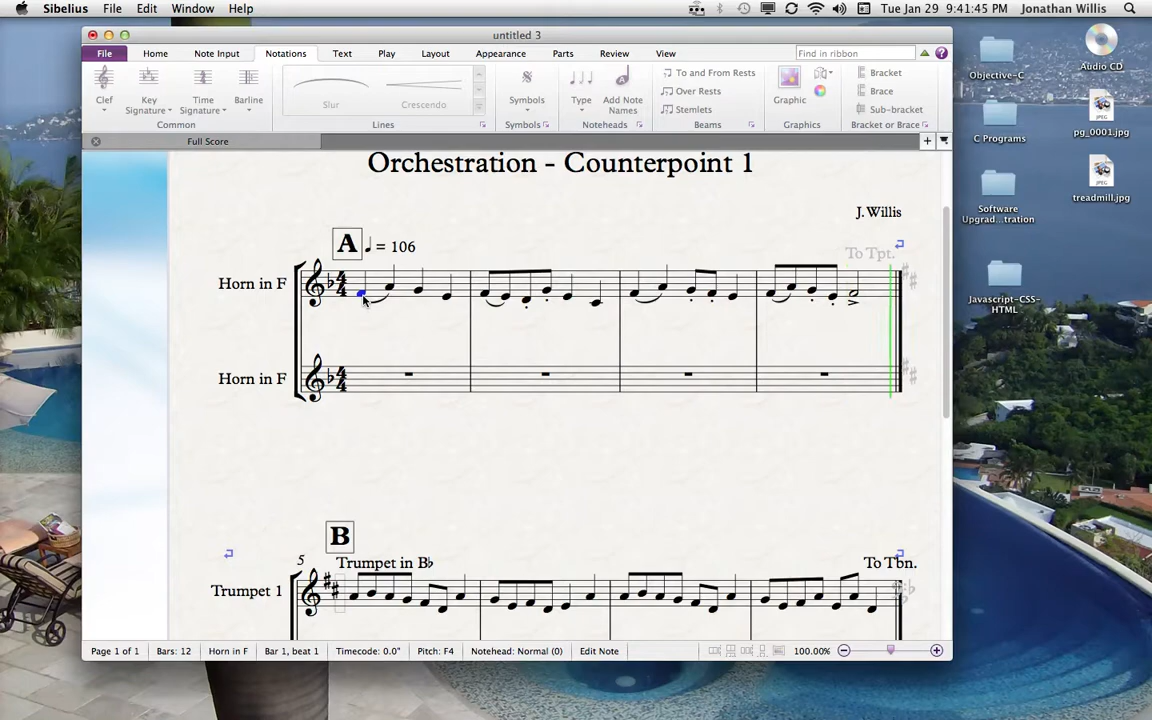 Sibelius File Edit Window Help Tue Jan 29 9:41:45 PM Jonathan Willis
untitled 3
File Home Note Input Notations Text Play Layout Appearance Parts Review View Find in ribbon
Clef Key Signature Time Signature Barline Slur Crescendo Symbols Type Add Note Names To and From Rests Over Rests Stemlets Graphic Bracket Brace Sub-bracket
Common Lines Symbols Noteheads Beams Graphics Bracket or Brace
Full Score
Orchestration - Counterpoint 1
J. Willis
A ♩ = 106
To Tpt.
Horn in F
Horn in F
B
5 Trumpet in B♭ To Tbn.
Trumpet 1
Page 1 of 1 Bars: 12 Horn in F Bar 1, beat 1 Timecode: 0.0" Pitch: F4 Notehead: Normal (0) Edit Note 100.00%
Objective-C
C Programs
Software Upgrad...tration
Javascript-CSS-HTML
Audio CD
pg_0001.jpg
treadmill.jpg